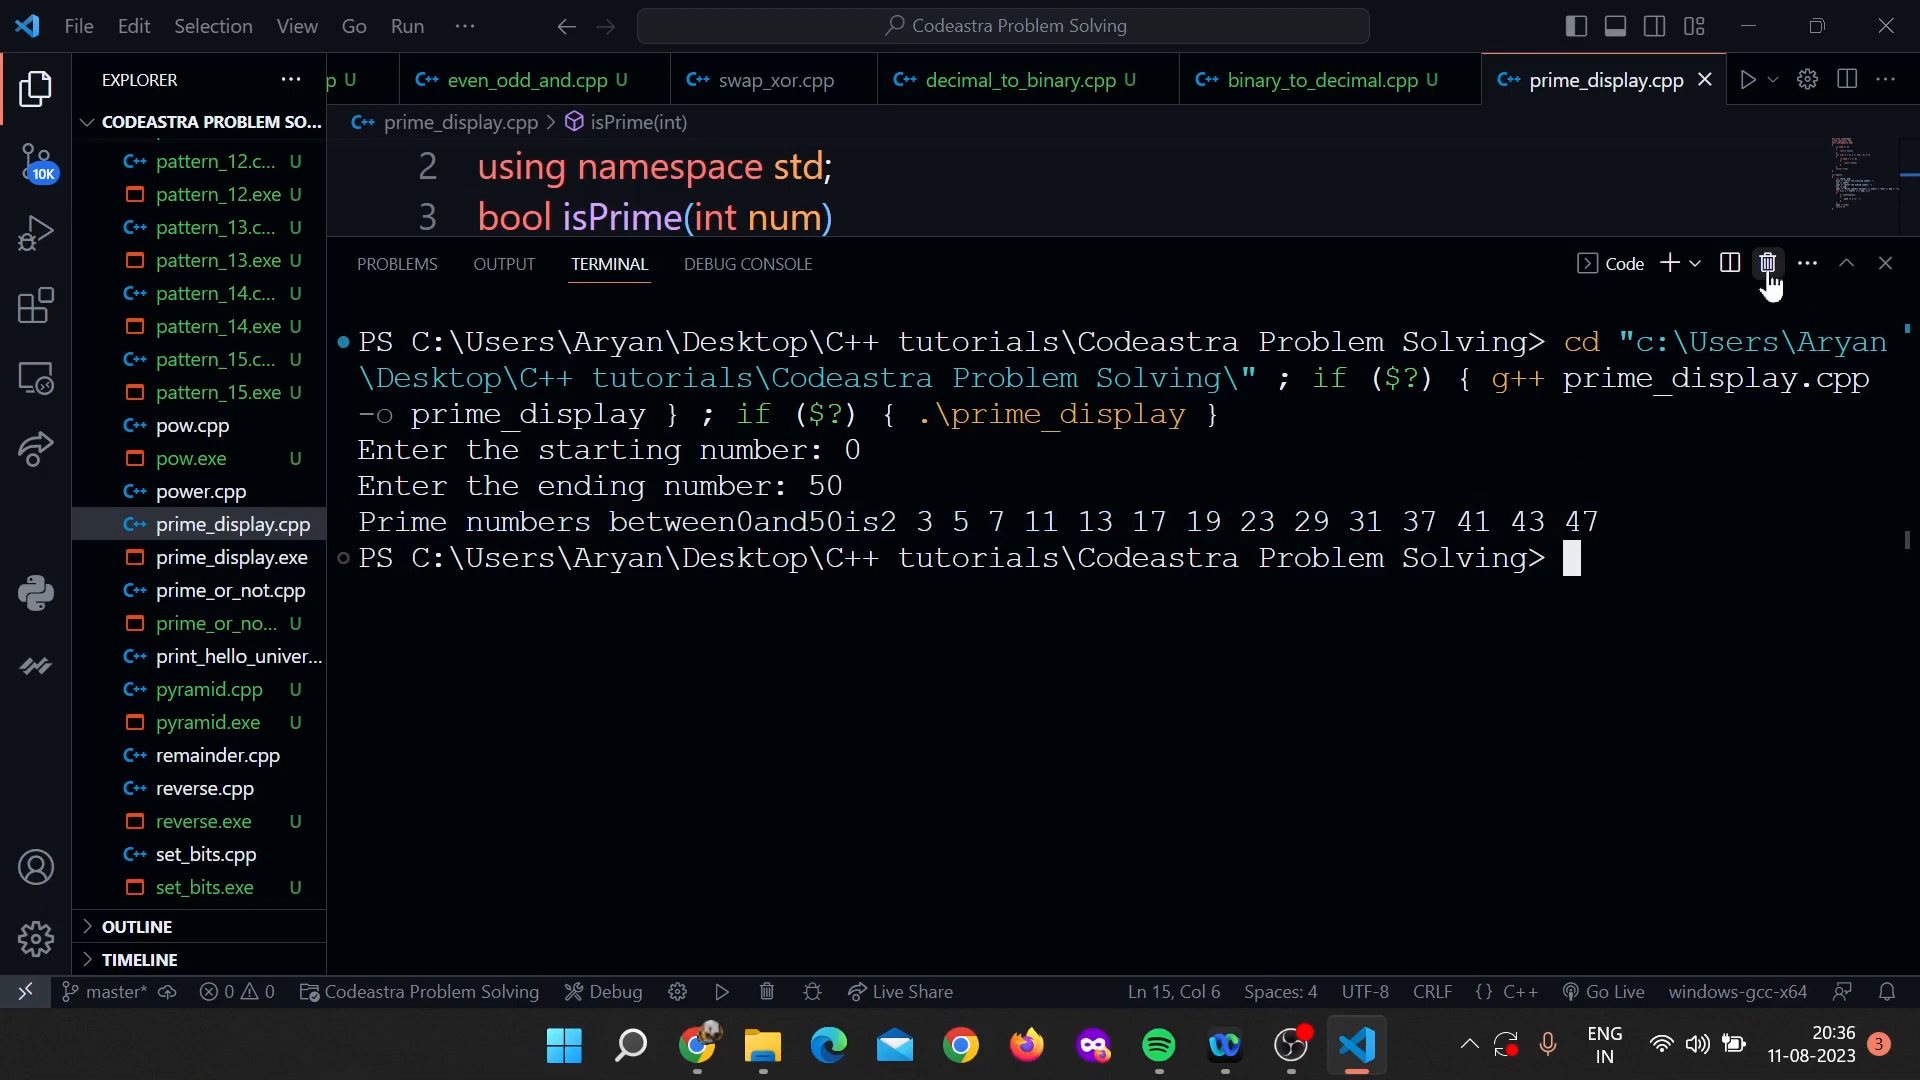 File Edit Selection View Go Run ··· Codeastra Problem Solving
EXPLORER ···
p U even_odd_and.cpp U swap_xor.cpp decimal_to_binary.cpp U binary_to_decimal.cpp U prime_display.cpp
CODEASTRA PROBLEM SO...
prime_display.cpp > isPrime(int)
10K
pattern_12.c... U
pattern_12.exe U
pattern_13.c... U
pattern_13.exe U
pattern_14.c... U
pattern_14.exe U
pattern_15.c... U
pattern_15.exe U
pow.cpp
pow.exe U
power.cpp
prime_display.cpp
prime_display.exe
prime_or_not.cpp
prime_or_no... U
print_hello_univer...
pyramid.cpp U
pyramid.exe U
remainder.cpp
reverse.cpp
reverse.exe U
set_bits.cpp
set_bits.exe U
OUTLINE
TIMELINE
2 using namespace std;
3 bool isPrime(int num)
PROBLEMS OUTPUT TERMINAL DEBUG CONSOLE Code
PS C:\Users\Aryan\Desktop\C++ tutorials\Codeastra Problem Solving> cd "c:\Users\Aryan
\Desktop\C++ tutorials\Codeastra Problem Solving\" ; if ($?) { g++ prime_display.cpp
-o prime_display } ; if ($?) { .\prime_display }
Enter the starting number: 0
Enter the ending number: 50
Prime numbers between0and50is2 3 5 7 11 13 17 19 23 29 31 37 41 43 47
PS C:\Users\Aryan\Desktop\C++ tutorials\Codeastra Problem Solving>
master* 0 0 Codeastra Problem Solving Debug Live Share Ln 15, Col 6 Spaces: 4 UTF-8 CRLF {} C++ Go Live windows-gcc-x64
ENG 20:36
IN 11-08-2023 3